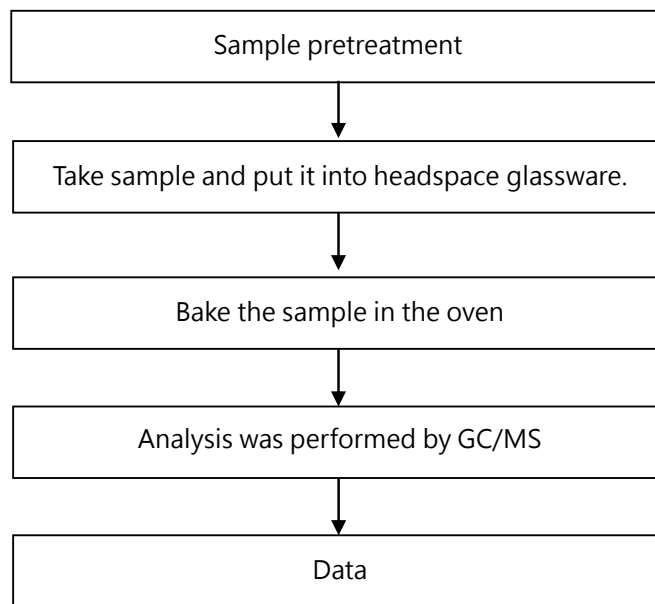 Sample pretreatment
Take sample and put it into headspace glassware.
Bake the sample in the oven
Analysis was performed by GC/MS
Data